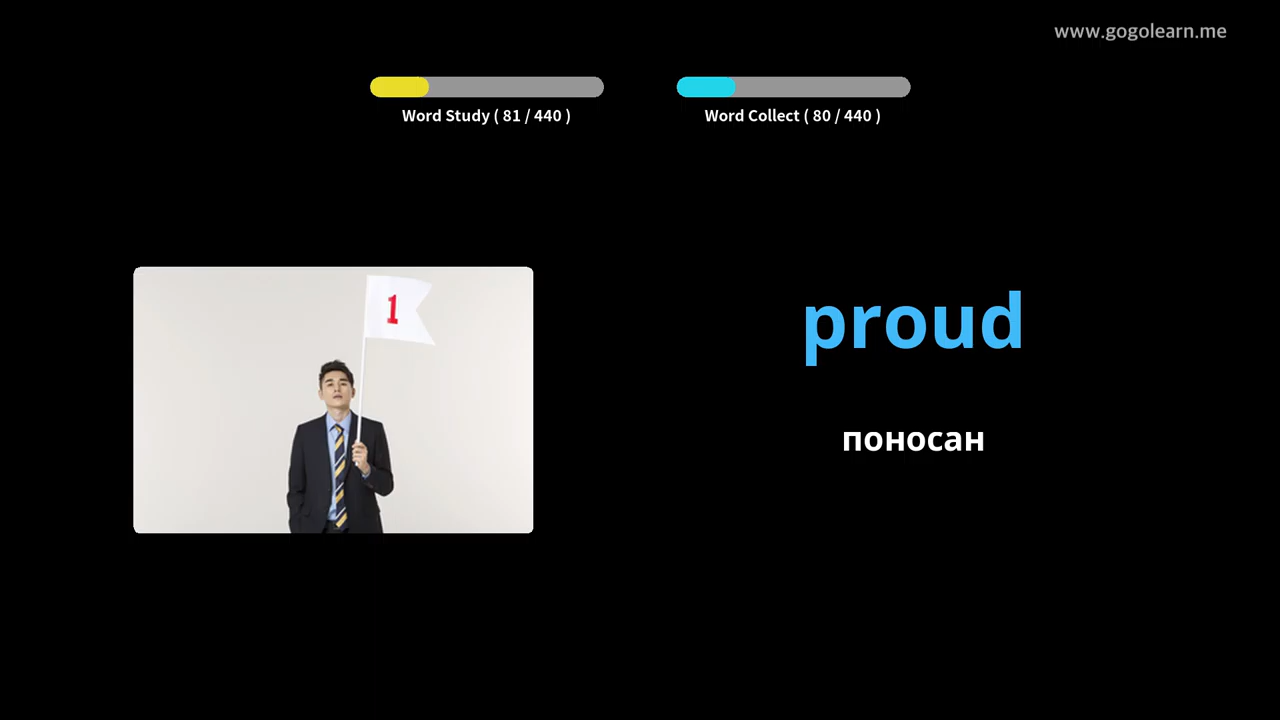 www.gogolearn.me
Word Study ( 81 / 440 )
Word Collect ( 80 / 440 )
1
proud
поносан